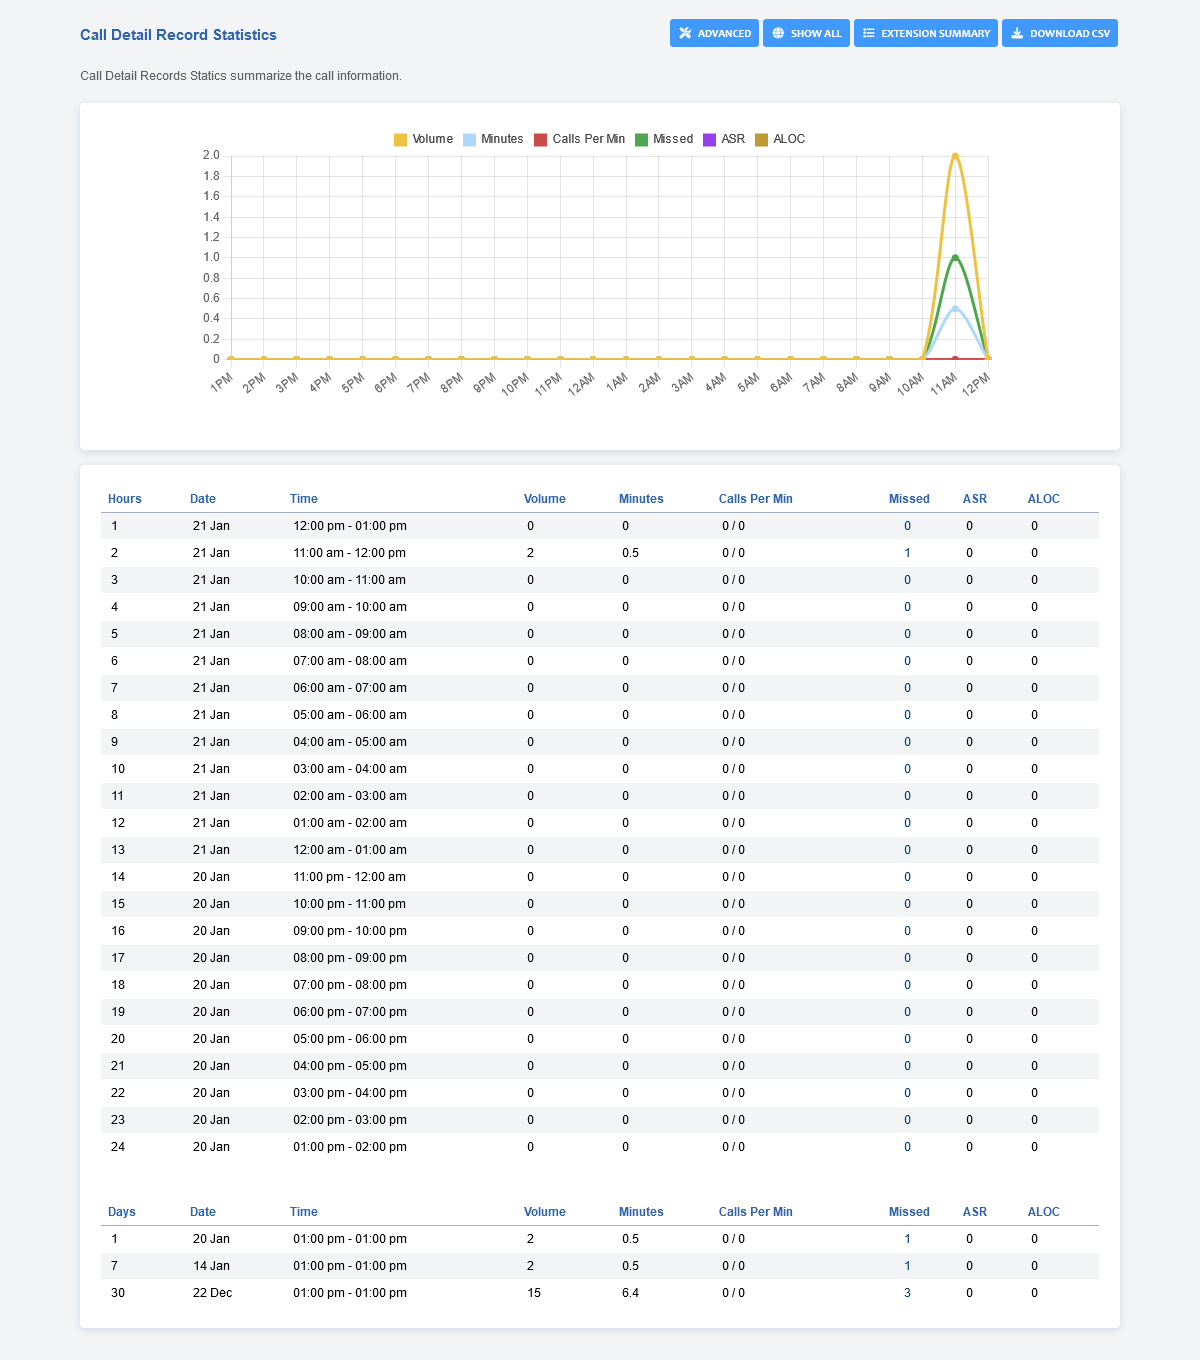 Call Detail Record Statistics
ADVANCED SHOW ALL EXTENSION SUMMARY DOWNLOAD CSV
Call Detail Records Statics summarize the call information.
Volume Minutes Calls Per Min Missed ASR ALOC
2.0
1.8
1.6
1.4
1.2
1.0
0.8
0.6
0.4
0.2
0
1PM 2PM 3PM 4PM 5PM 6PM 7PM 8PM 9PM 10PM 11PM 12AM 1AM 2AM 3AM 4AM 5AM 6AM 7AM 8AM 9AM 10AM 11AM 12PM
Hours Date Time Volume Minutes Calls Per Min Missed ASR ALOC
1 21 Jan 12:00 pm - 01:00 pm 0 0 0 / 0 0 0 0
2 21 Jan 11:00 am - 12:00 pm 2 0.5 0 / 0 1 0 0
3 21 Jan 10:00 am - 11:00 am 0 0 0 / 0 0 0 0
4 21 Jan 09:00 am - 10:00 am 0 0 0 / 0 0 0 0
5 21 Jan 08:00 am - 09:00 am 0 0 0 / 0 0 0 0
6 21 Jan 07:00 am - 08:00 am 0 0 0 / 0 0 0 0
7 21 Jan 06:00 am - 07:00 am 0 0 0 / 0 0 0 0
8 21 Jan 05:00 am - 06:00 am 0 0 0 / 0 0 0 0
9 21 Jan 04:00 am - 05:00 am 0 0 0 / 0 0 0 0
10 21 Jan 03:00 am - 04:00 am 0 0 0 / 0 0 0 0
11 21 Jan 02:00 am - 03:00 am 0 0 0 / 0 0 0 0
12 21 Jan 01:00 am - 02:00 am 0 0 0 / 0 0 0 0
13 21 Jan 12:00 am - 01:00 am 0 0 0 / 0 0 0 0
14 20 Jan 11:00 pm - 12:00 am 0 0 0 / 0 0 0 0
15 20 Jan 10:00 pm - 11:00 pm 0 0 0 / 0 0 0 0
16 20 Jan 09:00 pm - 10:00 pm 0 0 0 / 0 0 0 0
17 20 Jan 08:00 pm - 09:00 pm 0 0 0 / 0 0 0 0
18 20 Jan 07:00 pm - 08:00 pm 0 0 0 / 0 0 0 0
19 20 Jan 06:00 pm - 07:00 pm 0 0 0 / 0 0 0 0
20 20 Jan 05:00 pm - 06:00 pm 0 0 0 / 0 0 0 0
21 20 Jan 04:00 pm - 05:00 pm 0 0 0 / 0 0 0 0
22 20 Jan 03:00 pm - 04:00 pm 0 0 0 / 0 0 0 0
23 20 Jan 02:00 pm - 03:00 pm 0 0 0 / 0 0 0 0
24 20 Jan 01:00 pm - 02:00 pm 0 0 0 / 0 0 0 0
Days Date Time Volume Minutes Calls Per Min Missed ASR ALOC
1 20 Jan 01:00 pm - 01:00 pm 2 0.5 0 / 0 1 0 0
7 14 Jan 01:00 pm - 01:00 pm 2 0.5 0 / 0 1 0 0
30 22 Dec 01:00 pm - 01:00 pm 15 6.4 0 / 0 3 0 0